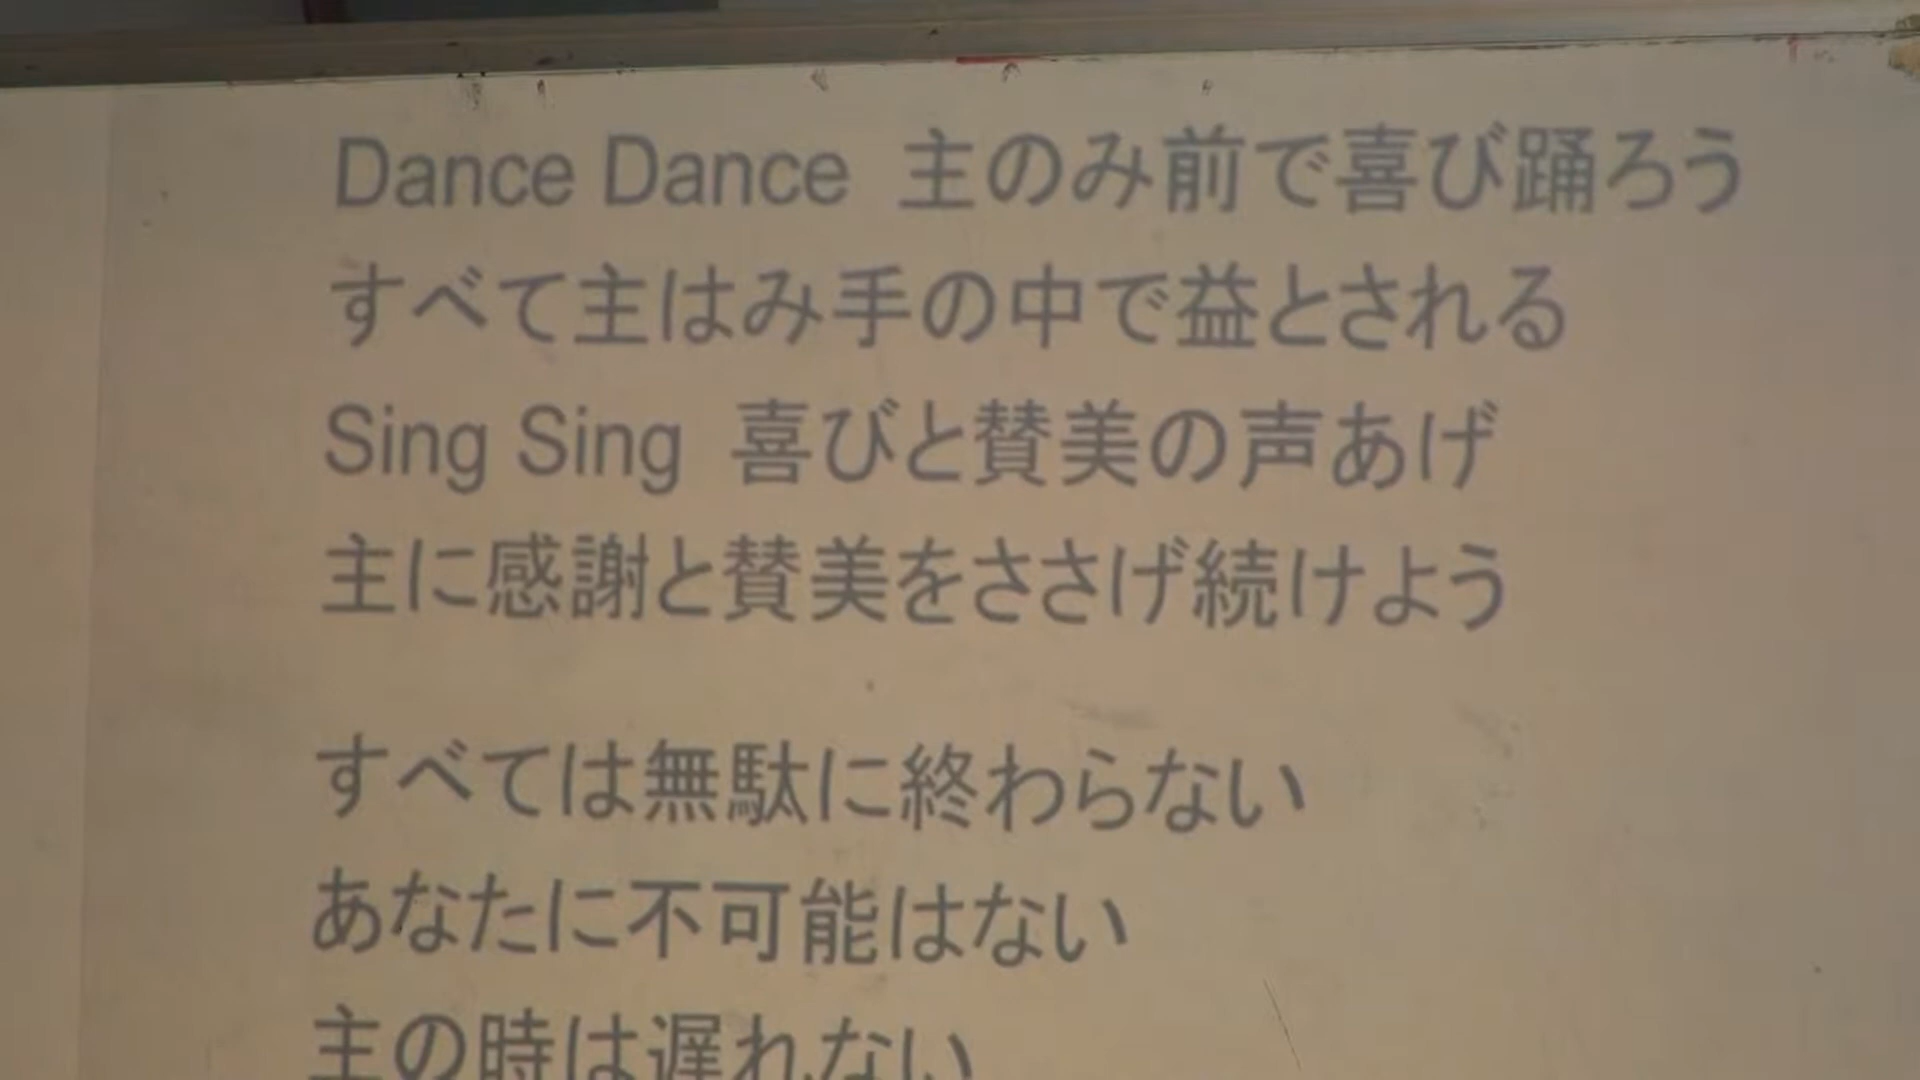 Dance Dance 主のみ前で喜び踊ろう
すべて主はみ手の中で益とされる
Sing Sing 喜びと賛美の声あげ
主に感謝と賛美をささげ続けよう
すべては無駄に終わらない
あなたに不可能はない
主の時は遅れない